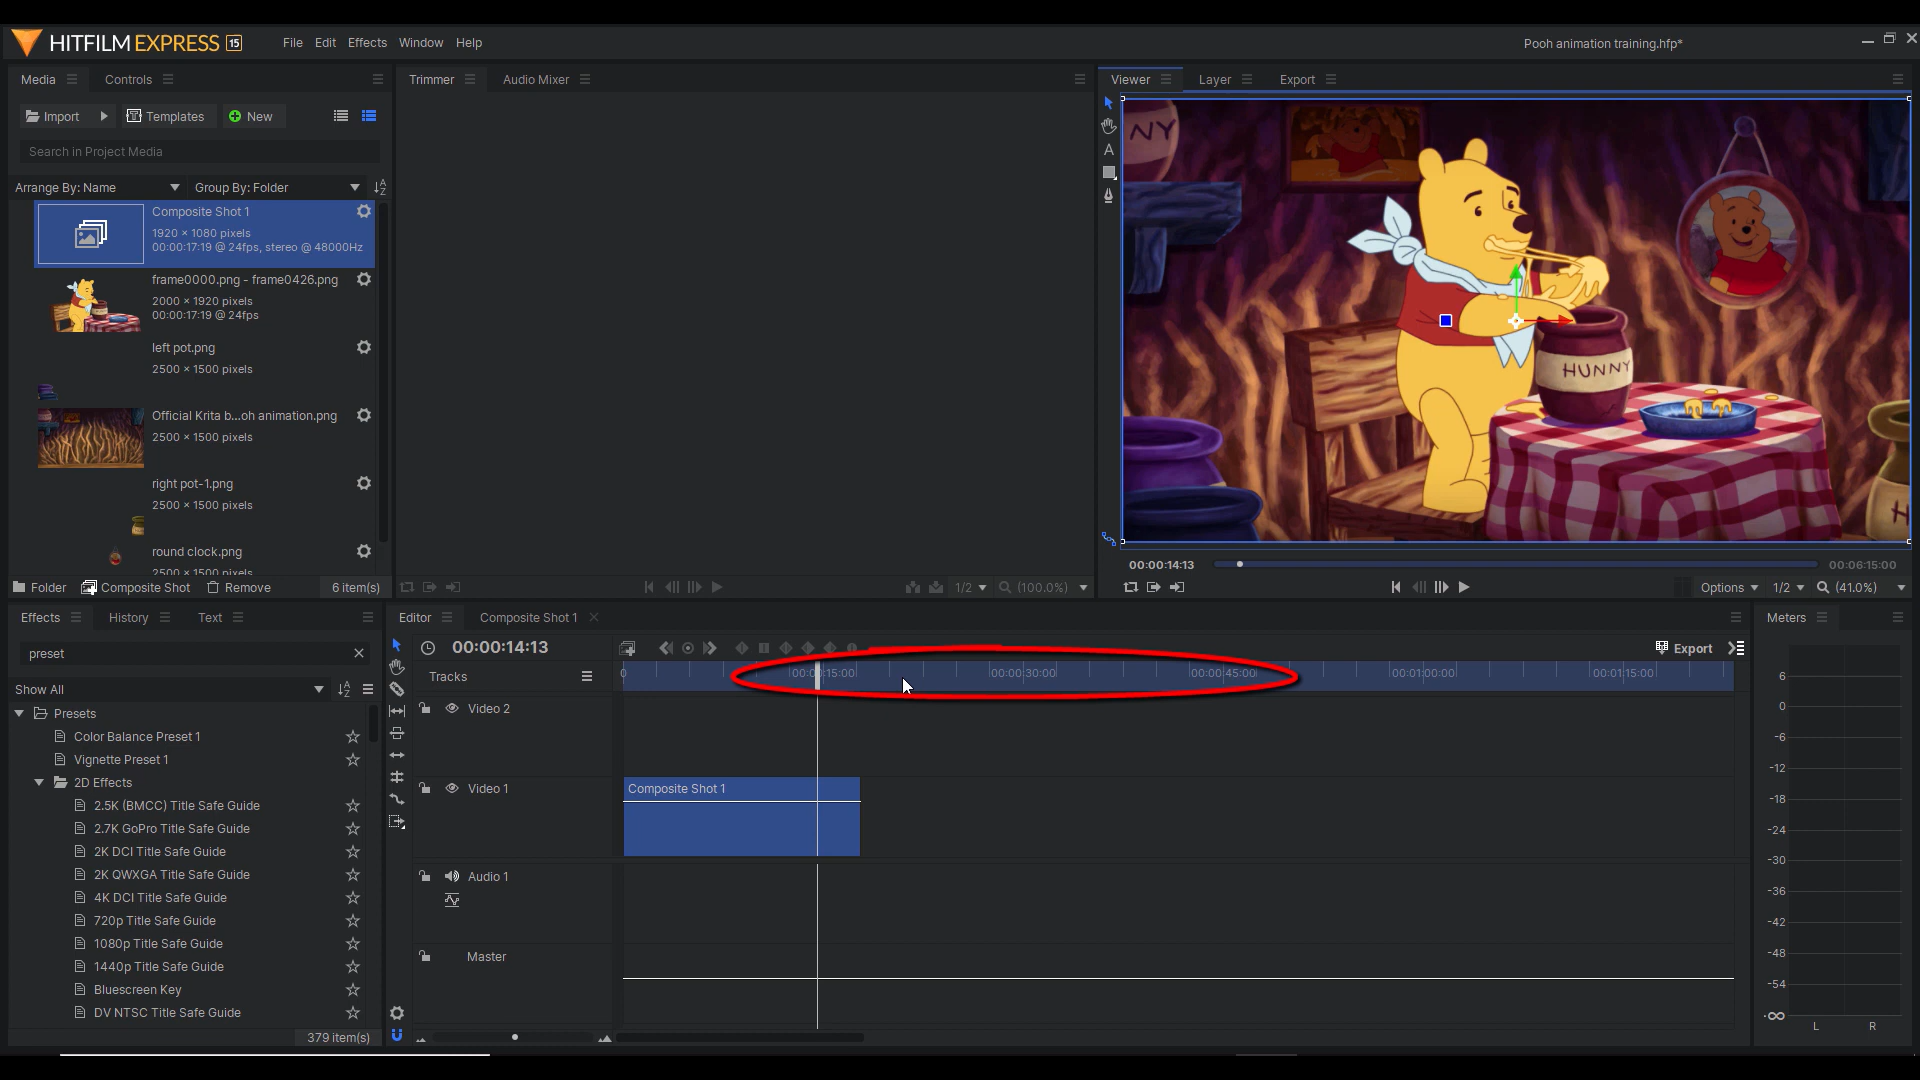 HITFILM EXPRESS 15
File Edit Effects Window Help
Pooh animation training.hfp*
Media Controls
Trimmer Audio Mixer
Viewer Layer Export
Import Templates New
Search in Project Media
Arrange By: Name Group By: Folder
Composite Shot 1
1920 × 1080 pixels
00:00:17:19 @ 24fps, stereo @ 48000Hz
frame0000.png - frame0426.png
2000 × 1920 pixels
00:00:17:19 @ 24fps
left pot.png
2500 × 1500 pixels
Official Krita b...oh animation.png
2500 × 1500 pixels
right pot-1.png
2500 × 1500 pixels
round clock.png
2500 × 1500 pixels
Folder Composite Shot Remove 6 item(s)
1/2 (100.0%)
NY
HUNNY
H
00:00:14:13 00:06:15:00
Options 1/2 (41.0%)
Effects History Text
preset
Show All
Presets
Color Balance Preset 1
Vignette Preset 1
2D Effects
2.5K (BMCC) Title Safe Guide
2.7K GoPro Title Safe Guide
2K DCI Title Safe Guide
2K QWXGA Title Safe Guide
4K DCI Title Safe Guide
720p Title Safe Guide
1080p Title Safe Guide
1440p Title Safe Guide
Bluescreen Key
DV NTSC Title Safe Guide
379 item(s)
Editor Composite Shot 1
00:00:14:13
Export
Tracks
0 00:00:15:00 00:00:30:00 00:00:45:00 00:01:00:00 00:01:15:00
Video 2
Video 1
Composite Shot 1
Audio 1
Master
Meters
6
0
-6
-12
-18
-24
-30
-36
-42
-48
-54
-∞
L R